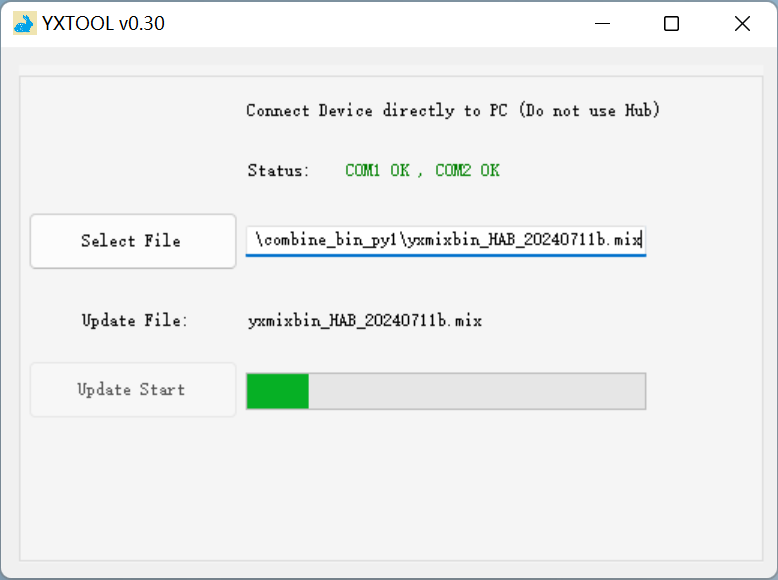 YXTOOL v0.30
Connect Device directly to PC (Do not use Hub)
Status: COM1 OK , COM2 OK
Select File \combine_bin_py1\yxmixbin_HAB_20240711b.mix
Update File: yxmixbin_HAB_20240711b.mix
Update Start